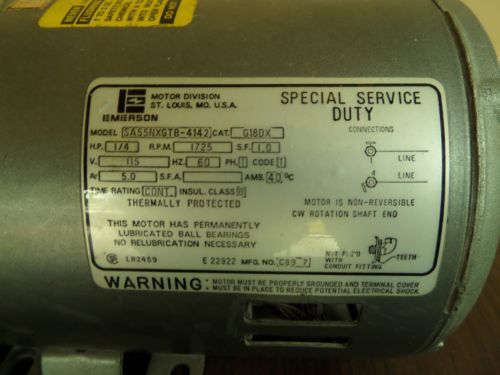 MOTOR DIVISION
ST. LOUIS, MO. U.S.A.
EMERSON
SPECIAL SERVICE
DUTY
MODEL SA55NXGTB-4142 CAT. G18DX
CONNECTIONS
H.P. 1/4 R.P.M. 1725 S.F. 1.0
V. 115 HZ. 60 PH. 1 CODE
1 LINE
A. 5.0 S.F.A. AMB. 40 °C
4 LINE
TIME RATING CONT. INSUL. CLASS B
THERMALLY PROTECTED
MOTOR IS NON-REVERSIBLE
CW ROTATION SHAFT END
THIS MOTOR HAS PERMANENTLY
LUBRICATED BALL BEARINGS
NO RELUBRICATION NECESSARY
WITH
CONDUIT FITTING
TEETH
LR2459 E 22922 MFG. NO. C89 7
WARNING: MOTOR MUST BE PROPERLY GROUNDED AND TERMINAL COVER
MUST BE IN PLACE TO REDUCE POTENTIAL ELECTRICAL SHOCK.